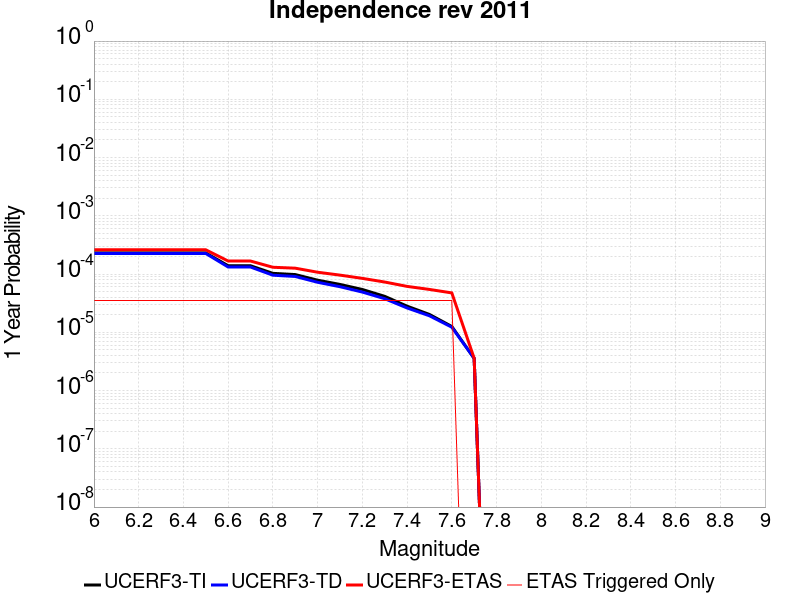 Independence rev 2011
10^0
10^-1
10^-2
10^-3
10^-4
10^-5
10^-6
10^-7
10^-8
1 Year Probability
6 6.2 6.4 6.6 6.8 7 7.2 7.4 7.6 7.8 8 8.2 8.4 8.6 8.8 9
Magnitude
UCERF3-TI UCERF3-TD UCERF3-ETAS ETAS Triggered Only